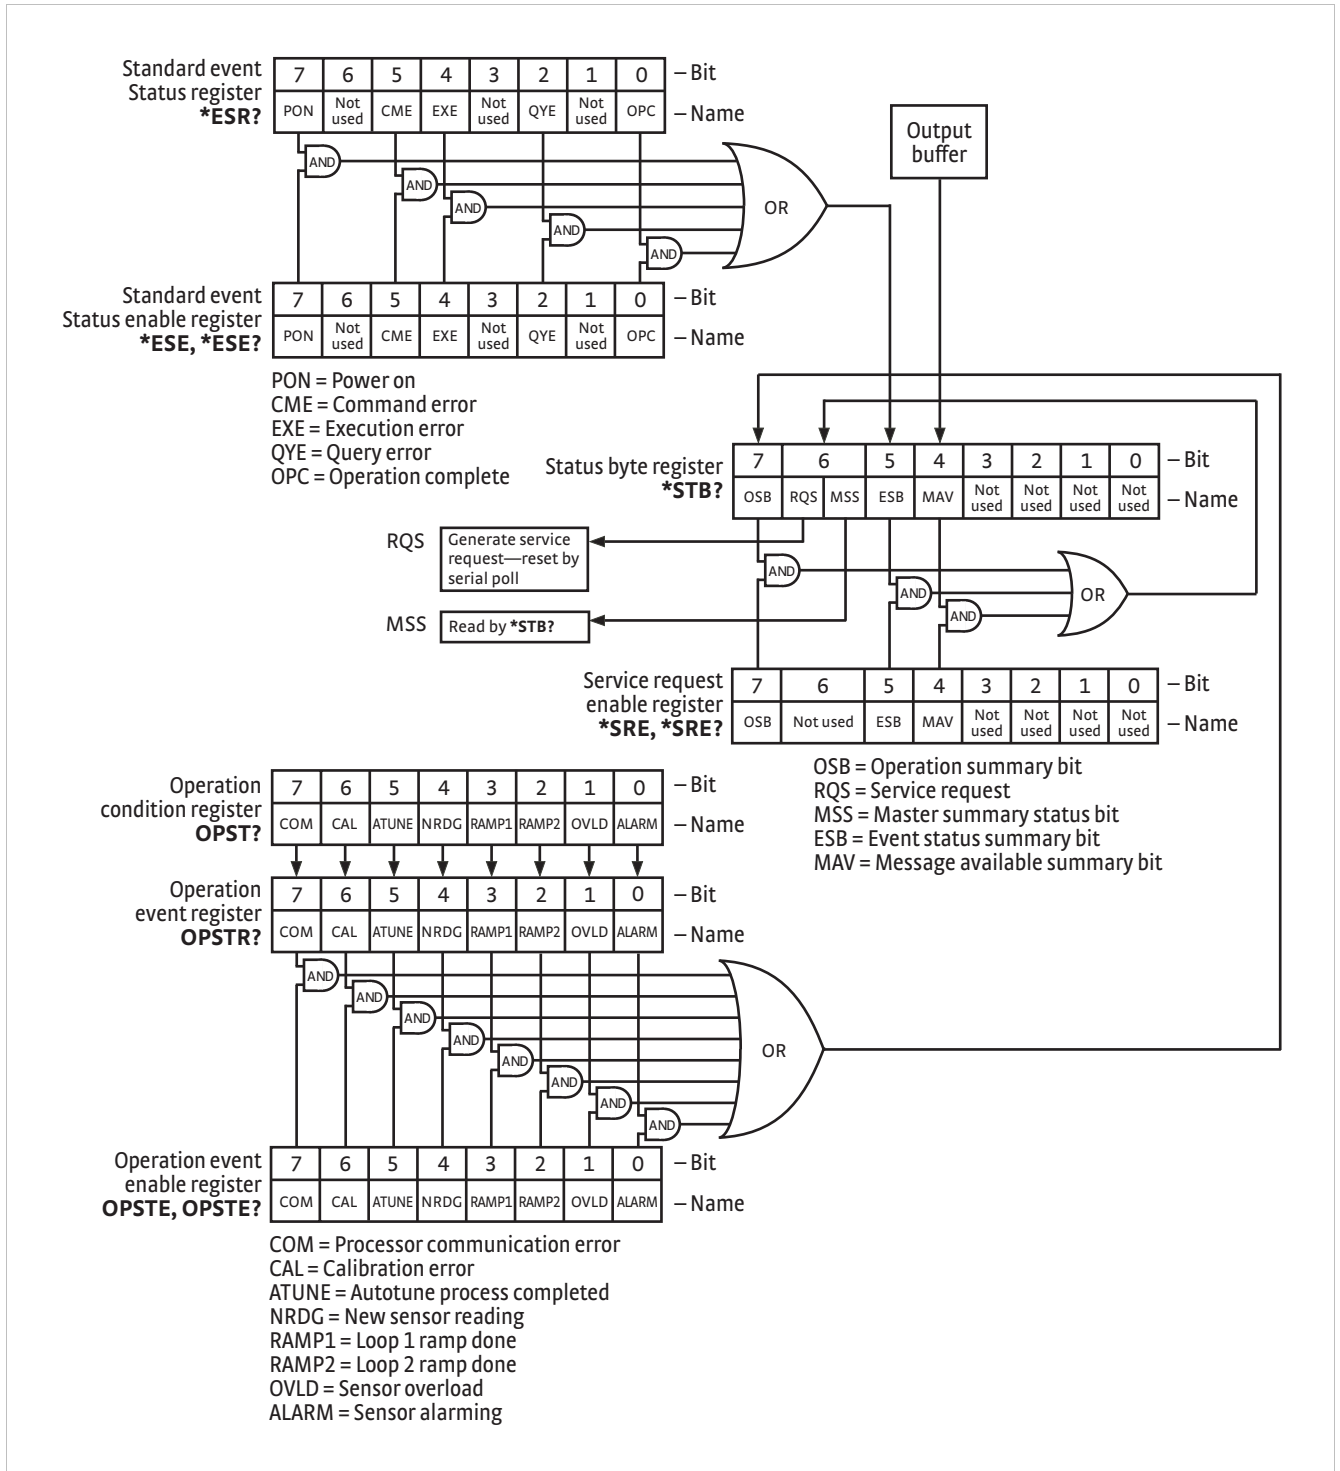 Standard event
Status register
*ESR?
7 6 5 4 3 2 1 0 – Bit
PON Not used CME EXE Not used QYE Not used OPC – Name
AND
AND
AND
AND
AND
OR
Output
buffer
Standard event
Status enable register
*ESE, *ESE?
7 6 5 4 3 2 1 0 – Bit
PON Not used CME EXE Not used QYE Not used OPC – Name
PON = Power on
CME = Command error
EXE = Execution error
QYE = Query error
OPC = Operation complete
Status byte register
*STB?
7 6 5 4 3 2 1 0 – Bit
OSB RQS MSS ESB MAV Not used Not used Not used Not used – Name
RQS
Generate service
request—reset by
serial poll
MSS
Read by *STB?
AND
AND
AND
OR
Service request
enable register
*SRE, *SRE?
7 6 5 4 3 2 1 0 – Bit
OSB Not used ESB MAV Not used Not used Not used Not used – Name
OSB = Operation summary bit
RQS = Service request
MSS = Master summary status bit
ESB = Event status summary bit
MAV = Message available summary bit
Operation
condition register
OPST?
7 6 5 4 3 2 1 0 – Bit
COM CAL ATUNE NRDG RAMP1 RAMP2 OVLD ALARM – Name
Operation
event register
OPSTR?
7 6 5 4 3 2 1 0 – Bit
COM CAL ATUNE NRDG RAMP1 RAMP2 OVLD ALARM – Name
AND
AND
AND
AND
AND
AND
AND
AND
OR
Operation event
enable register
OPSTE, OPSTE?
7 6 5 4 3 2 1 0 – Bit
COM CAL ATUNE NRDG RAMP1 RAMP2 OVLD ALARM – Name
COM = Processor communication error
CAL = Calibration error
ATUNE = Autotune process completed
NRDG = New sensor reading
RAMP1 = Loop 1 ramp done
RAMP2 = Loop 2 ramp done
OVLD = Sensor overload
ALARM = Sensor alarming